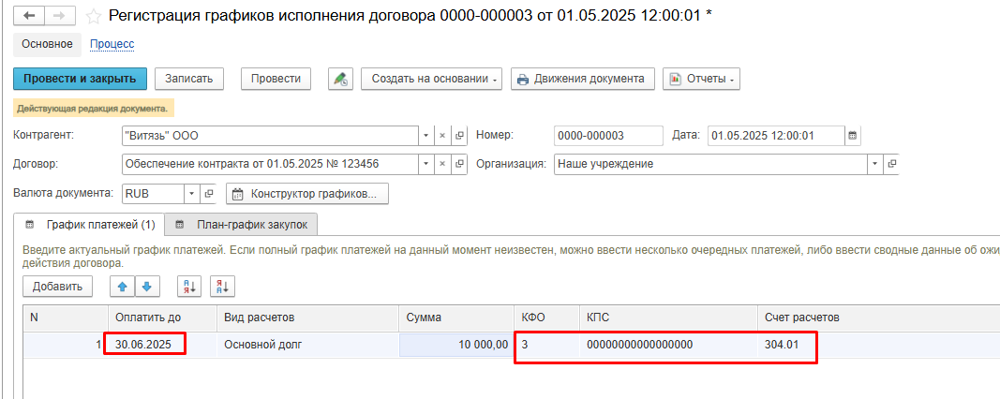 Регистрация графиков исполнения договора 0000-000003 от 01.05.2025 12:00:01 *
Основное Процесс
Провести и закрыть Записать Провести Создать на основании Движения документа Отчеты
Действующая редакция документа.
Контрагент: "Витязь" ООО Номер: 0000-000003 Дата: 01.05.2025 12:00:01
Договор: Обеспечение контракта от 01.05.2025 № 123456 Организация: Наше учреждение
Валюта документа: RUB Конструктор графиков...
График платежей (1) План-график закупок
Введите актуальный график платежей. Если полный график платежей на данный момент неизвестен, можно ввести несколько очередных платежей, либо ввести сводные данные об ожи
действия договора.
Добавить
N Оплатить до Вид расчетов Сумма КФО КПС Счет расчетов
1 30.06.2025 Основной долг 10 000,00 3 00000000000000000 304.01